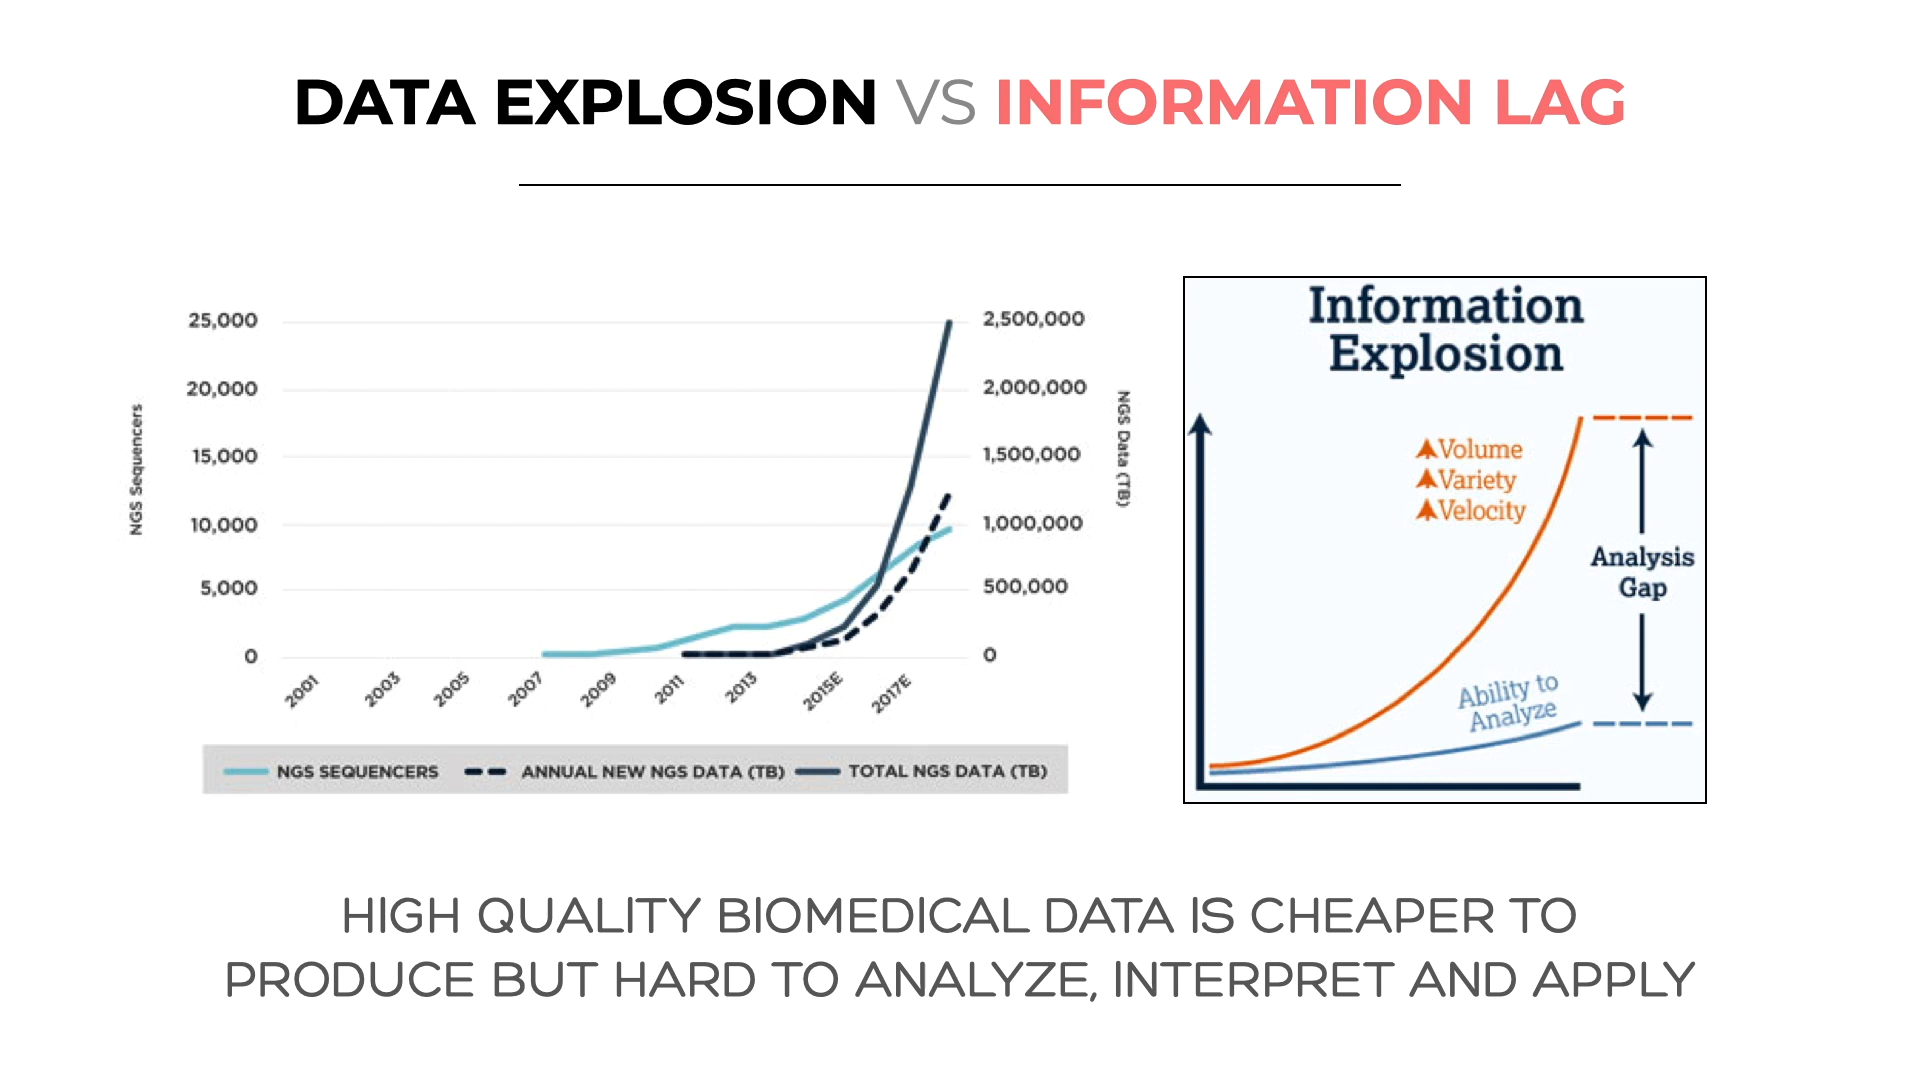 DATA EXPLOSION VS INFORMATION LAG
NGS Sequencers
25,000
20,000
15,000
10,000
5,000
0
2,500,000
2,000,000
1,500,000
1,000,000
500,000
0
NGS Data (TB)
2001
2003
2005
2007
2009
2011
2013
2015E
2017E
NGS SEQUENCERS ANNUAL NEW NGS DATA (TB) TOTAL NGS DATA (TB)
Information
Explosion
Volume
Variety
Velocity
Analysis
Gap
Ability to
Analyze
HIGH QUALITY BIOMEDICAL DATA IS CHEAPER TO
PRODUCE BUT HARD TO ANALYZE, INTERPRET AND APPLY